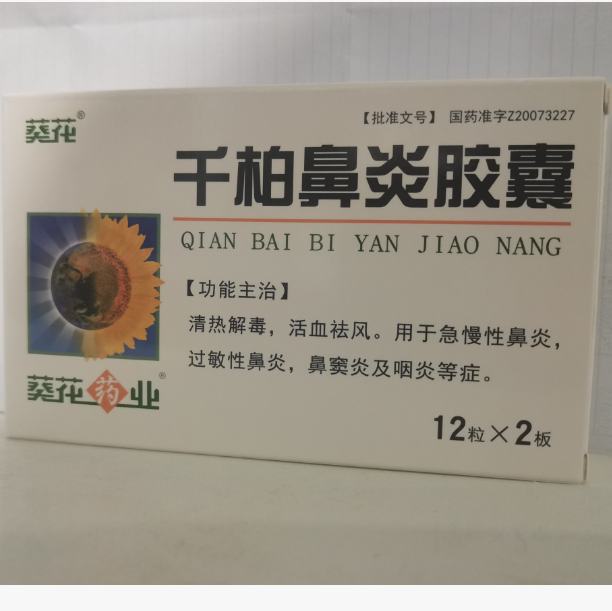 葵花®
【批准文号】 国药准字Z20073227
千柏鼻炎胶囊
QIAN BAI BI YAN JIAO NANG
【功能主治】
清热解毒，活血祛风。用于急慢性鼻炎，
过敏性鼻炎，鼻窦炎及咽炎等症。
葵花药业®
12粒×2板